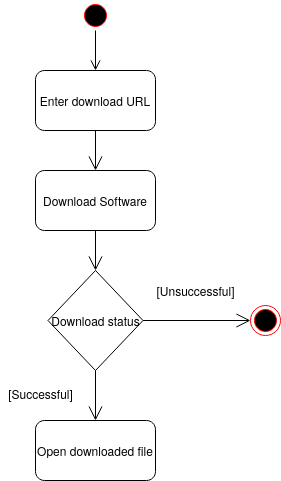 Enter download URL
Download Software
[Unsuccessful]
Download status
[Successful]
Open downloaded file